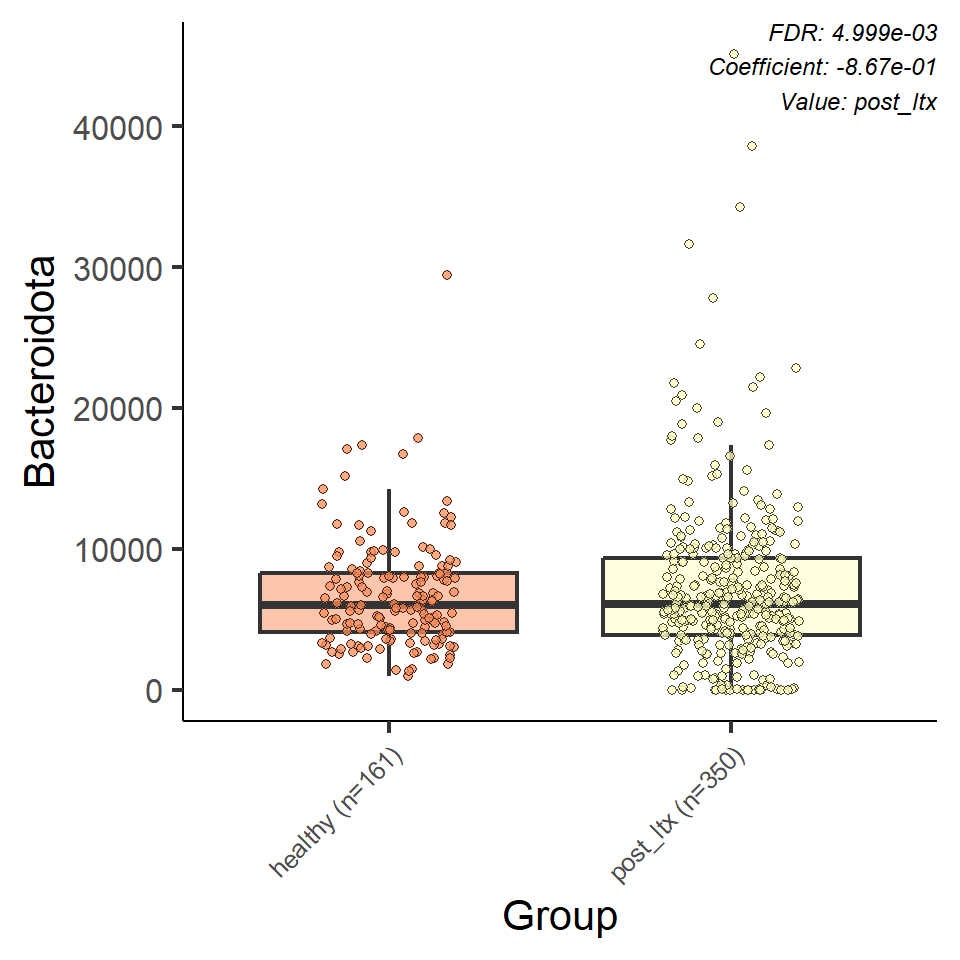 FDR: 4.999e-03
Coefficient: -8.67e-01
Value: post_ltx
40000
30000
20000
10000
0
Bacteroidota
healthy (n=161)
post_ltx (n=350)
Group